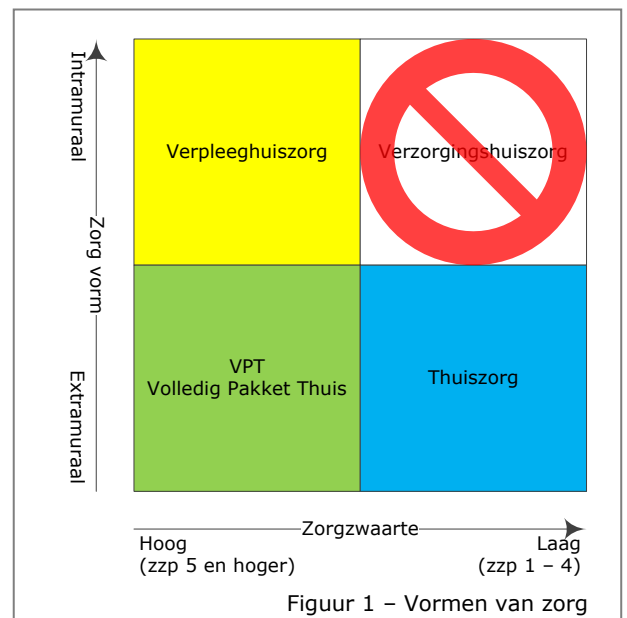 Intramuraal
Zorg vorm
Extramuraal
Verpleeghuiszorg
Verzorgingshuiszorg
VPT
Volledig Pakket Thuis
Thuiszorg
Zorgzwaarte
Hoog
(zzp 5 en hoger)
Laag
(zzp 1 – 4)
Figuur 1 – Vormen van zorg